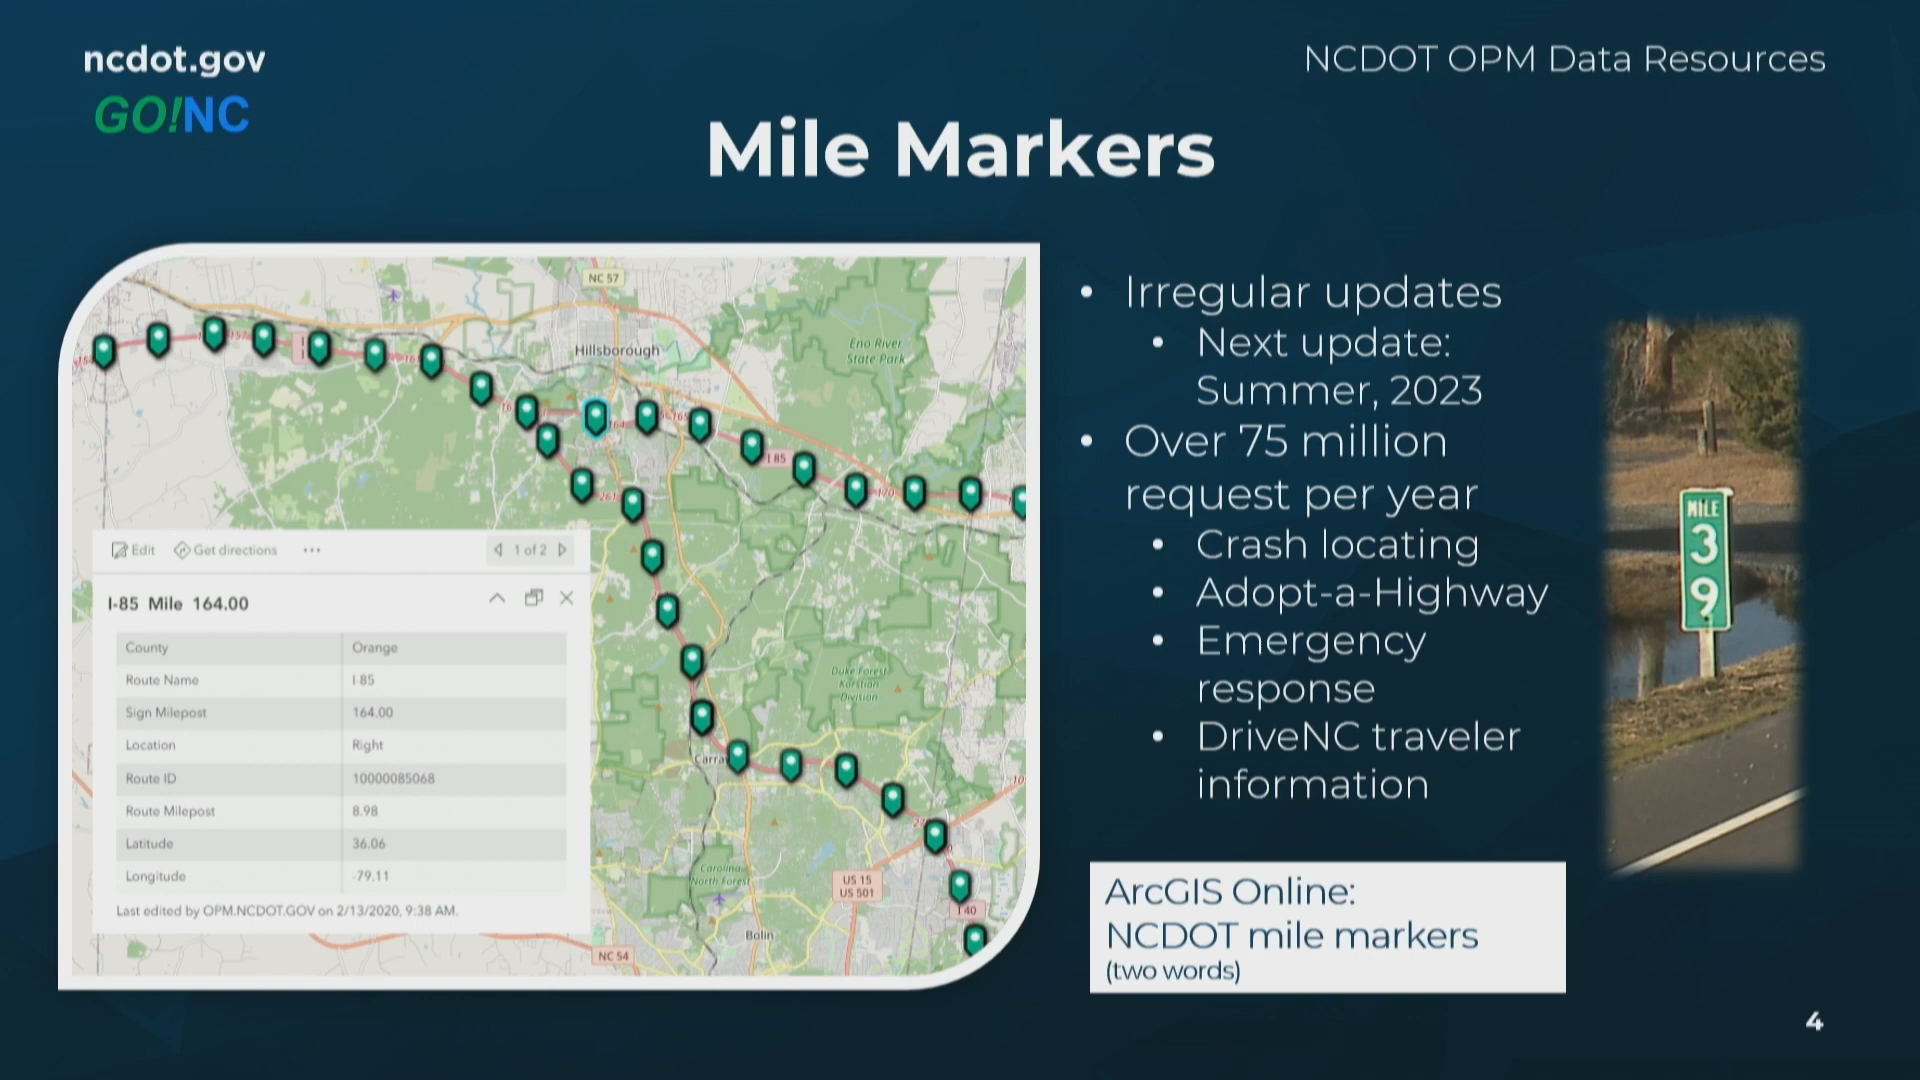 ncdot.gov
GO!NC
NCDOT OPM Data Resources
Mile Markers
NC 57
Hillsborough
Eno River
State Park
I 85
Duke Forest
Korstian
Division
Carolina
North Forest
US 15
US 501
I 40
Bolin
NC 54
Edit
Get directions
1 of 2
I-85 Mile 164.00
County Orange
Route Name I-85
Sign Milepost 164.00
Location Right
Route ID 10000085068
Route Milepost 8.98
Latitude 36.06
Longitude -79.11
Last edited by OPM.NCDOT.GOV on 2/13/2020, 9:38 AM.
• Irregular updates
• Next update:
Summer, 2023
• Over 75 million
request per year
• Crash locating
• Adopt-a-Highway
• Emergency
response
• DriveNC traveler
information
MILE
3
9
ArcGIS Online:
NCDOT mile markers
(two words)
4